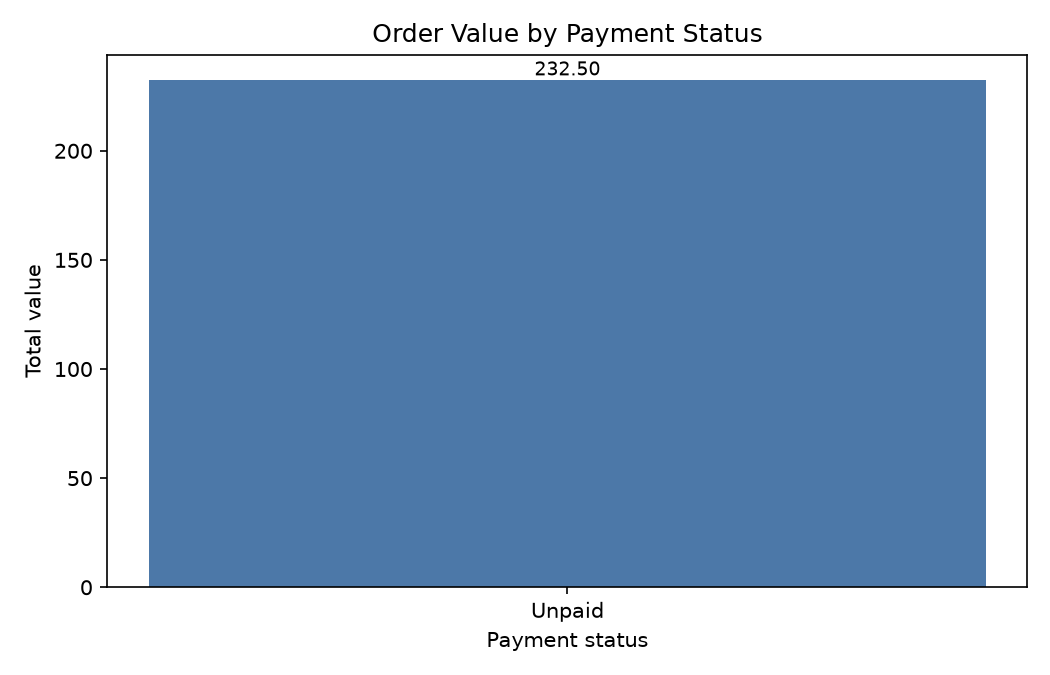 Order Value by Payment Status
232.50
200
150
100
50
0
Total value
Unpaid
Payment status